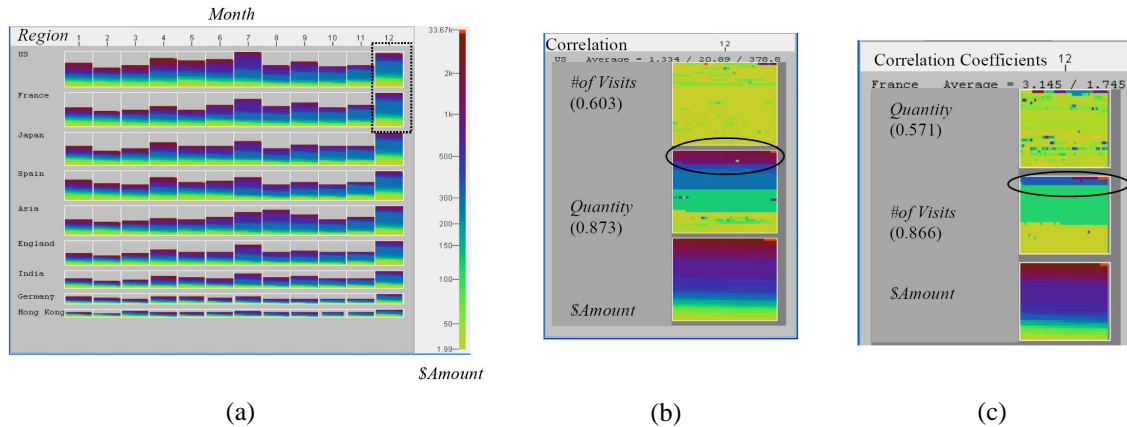 Month
Region
1 2 3 4 5 6 7 8 9 10 11 12
US
France
Japan
Spain
Asia
England
India
Germany
Hong Kong
33.67k
2k
1k
500
300
200
150
100
50
1.99
$Amount
(a)
Correlation
12
US Average = 1.334 / 20.89 / 378.8
#of Visits
(0.603)
Quantity
(0.873)
$Amount
(b)
Correlation Coefficients 12
France Average = 3.145 / 1.745
Quantity
(0.571)
#of Visits
(0.866)
$Amount
(c)